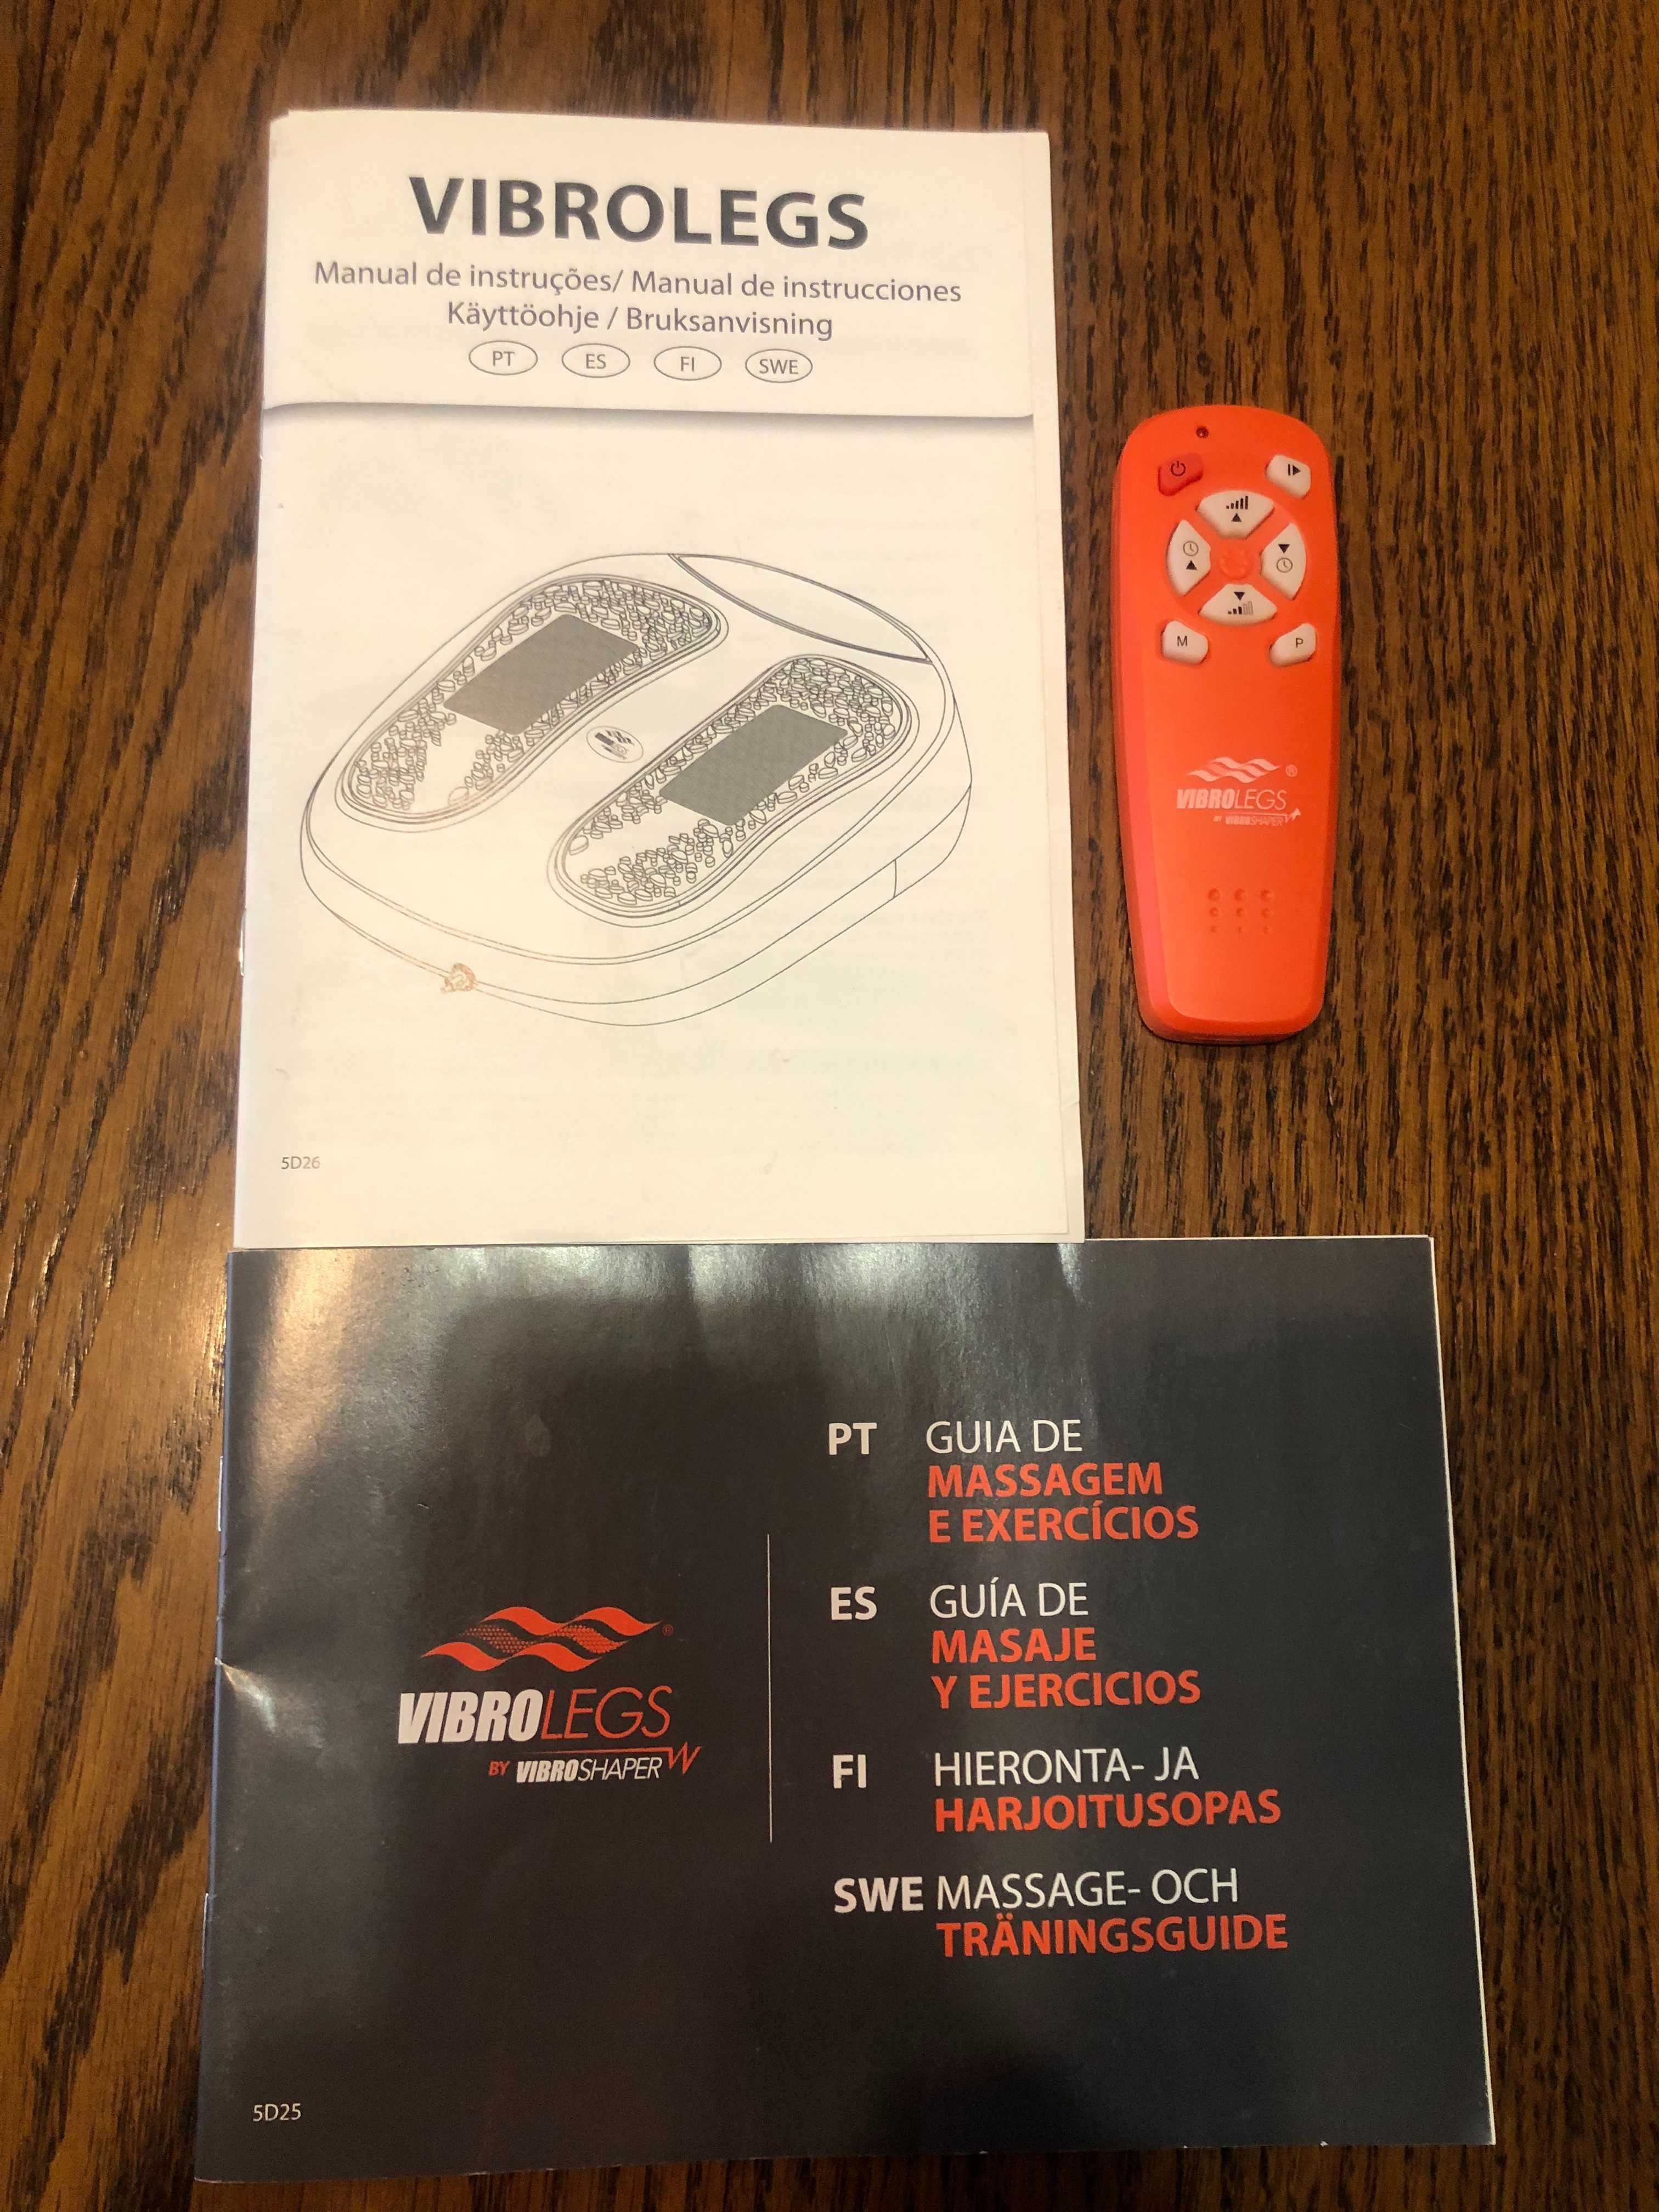 VIBROLEGS
Manual de instruções/ Manual de instrucciones
Käyttöohje / Bruksanvisning
PT ES FI SWE
5D26
M P
®
VIBROLEGS
BY VIBROSHAPER
PT GUIA DE
MASSAGEM
E EXERCÍCIOS
ES GUÍA DE
MASAJE
Y EJERCICIOS
FI HIERONTA- JA
HARJOITUSOPAS
SWE MASSAGE- OCH
TRÄNINGSGUIDE
®
VIBROLEGS
BY VIBROSHAPER
5D25